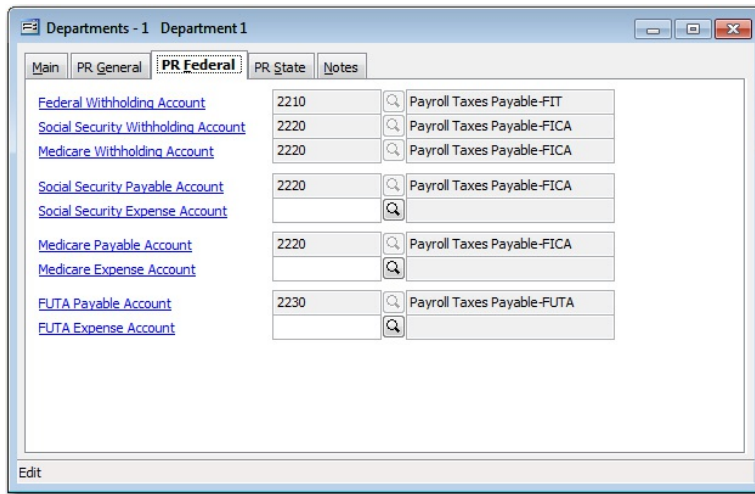 Departments - 1 Department 1
Main PR General PR Federal PR State Notes
Federal Withholding Account 2210 Payroll Taxes Payable-FIT
Social Security Withholding Account 2220 Payroll Taxes Payable-FICA
Medicare Withholding Account 2220 Payroll Taxes Payable-FICA
Social Security Payable Account 2220 Payroll Taxes Payable-FICA
Social Security Expense Account
Medicare Payable Account 2220 Payroll Taxes Payable-FICA
Medicare Expense Account
FUTA Payable Account 2230 Payroll Taxes Payable-FUTA
FUTA Expense Account
Edit